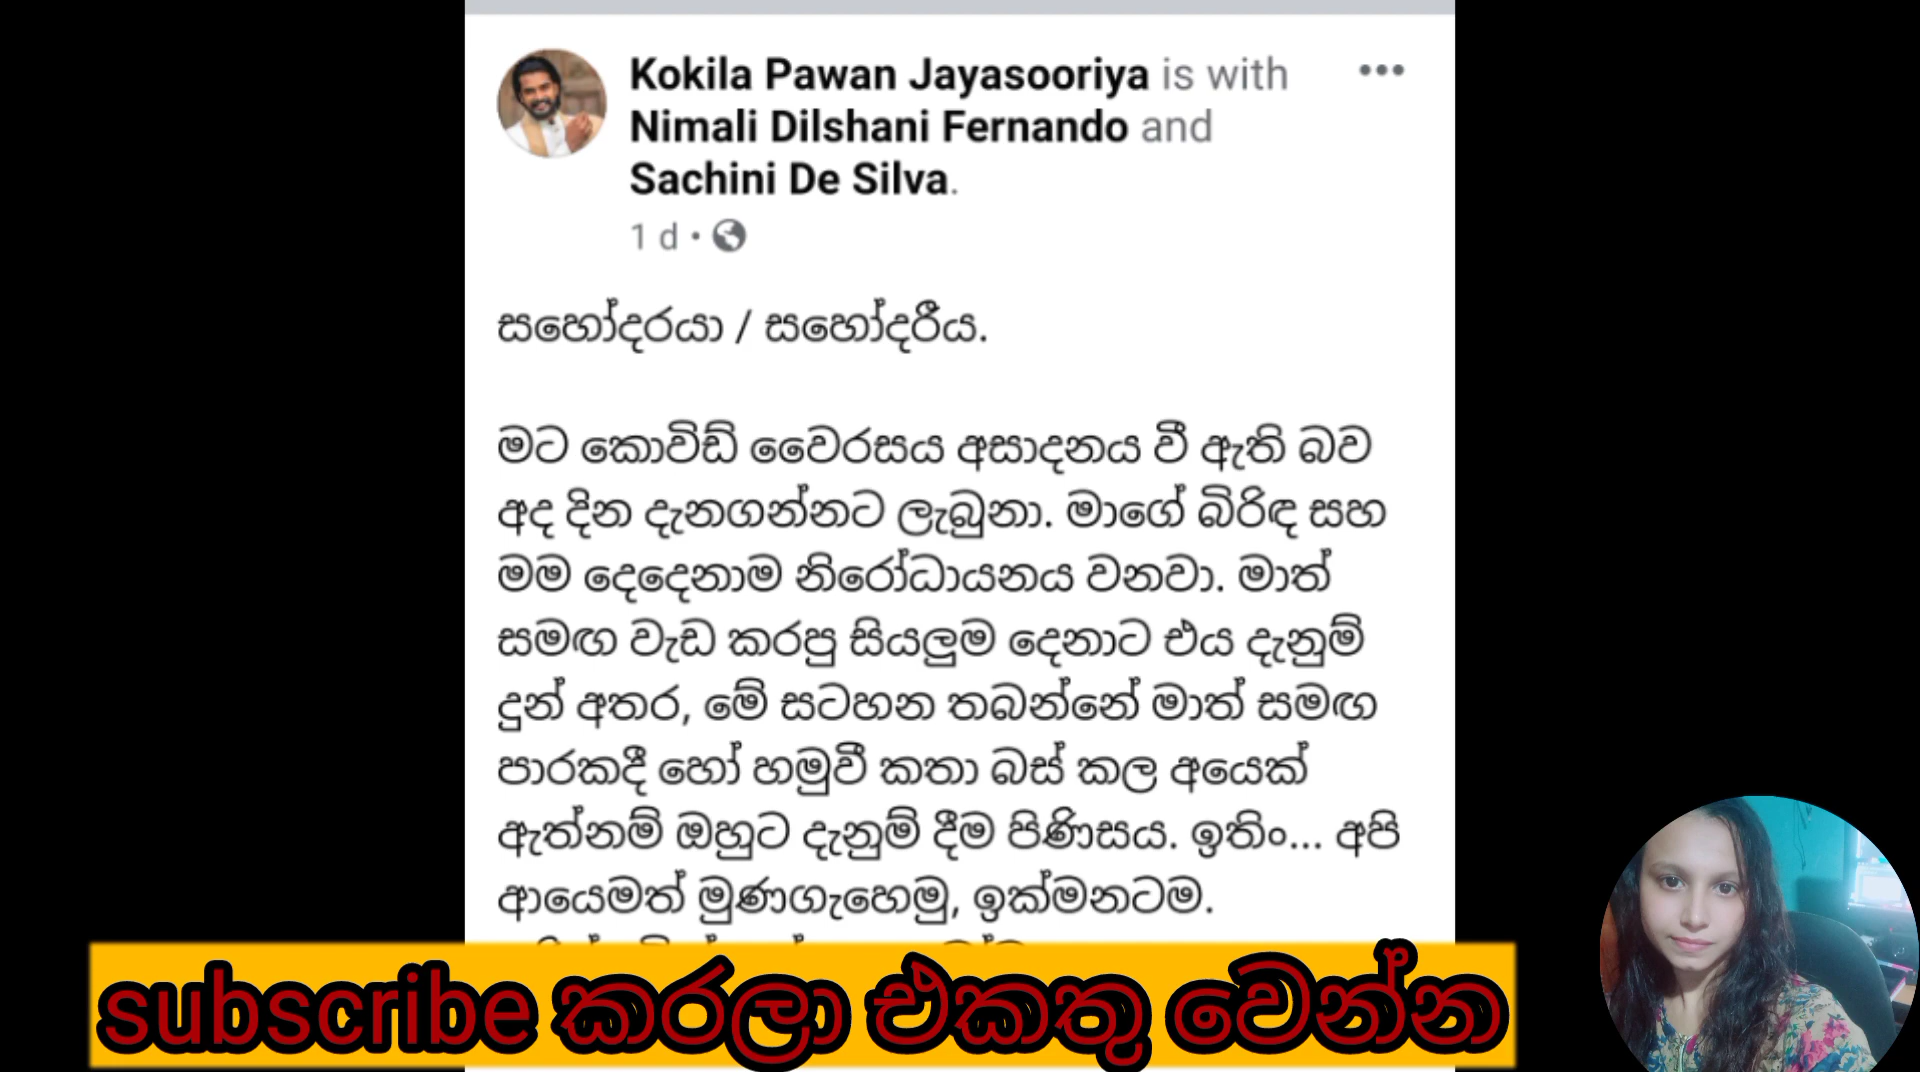 Kokila Pawan Jayasooriya is with
Nimali Dilshani Fernando and
Sachini De Silva.
1 d •
සහෝදරයා / සහෝදරීය.
මට කොවිඩ් වෛරසය අසාදනය වී ඇති බව
අද දින දැනගන්නට ලැබුනා. මාගේ බිරිඳ සහ
මම දෙදෙනාම නිරෝධායනය වනවා. මාත්
සමඟ වැඩ කරපු සියලුම දෙනාට එය දැනුම්
දුන් අතර, මේ සටහන තබන්නේ මාත් සමඟ
පාරකදී හෝ හමුවී කතා බස් කල අයෙක්
ඇත්නම් ඔහුට දැනුම් දීම පිණිසය. ඉතිං... අපි
ආයෙමත් මුණගැහෙමු, ඉක්මනටම.
subscribe කරලා එකතු වෙන්න